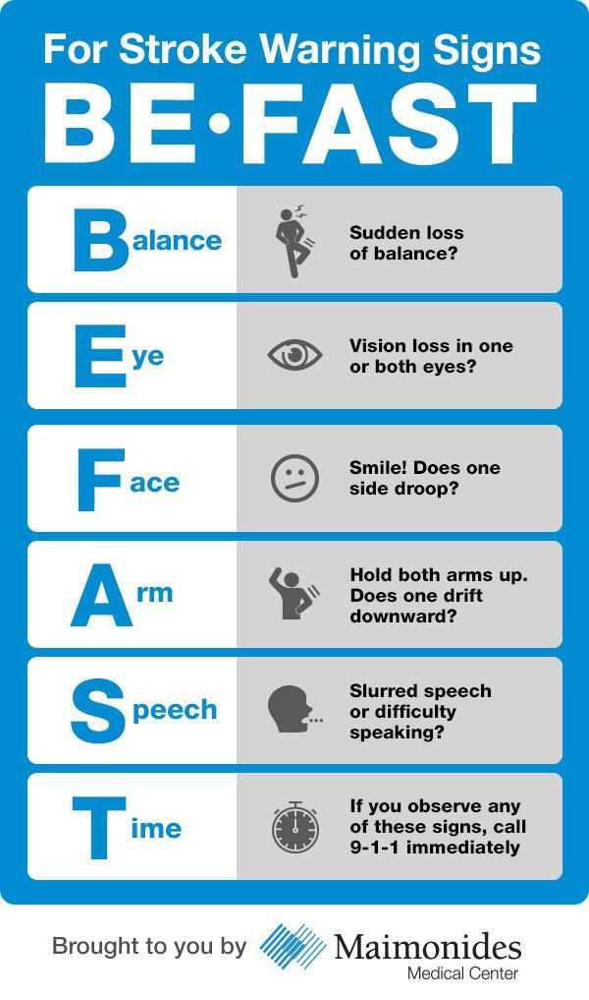 For Stroke Warning Signs
BE•FAST
Balance
Sudden loss
of balance?
Eye
Vision loss in one
or both eyes?
Face
Smile! Does one
side droop?
Arm
Hold both arms up.
Does one drift
downward?
Speech
Slurred speech
or difficulty
speaking?
Time
If you observe any
of these signs, call
9-1-1 immediately
Brought to you by Maimonides
Medical Center